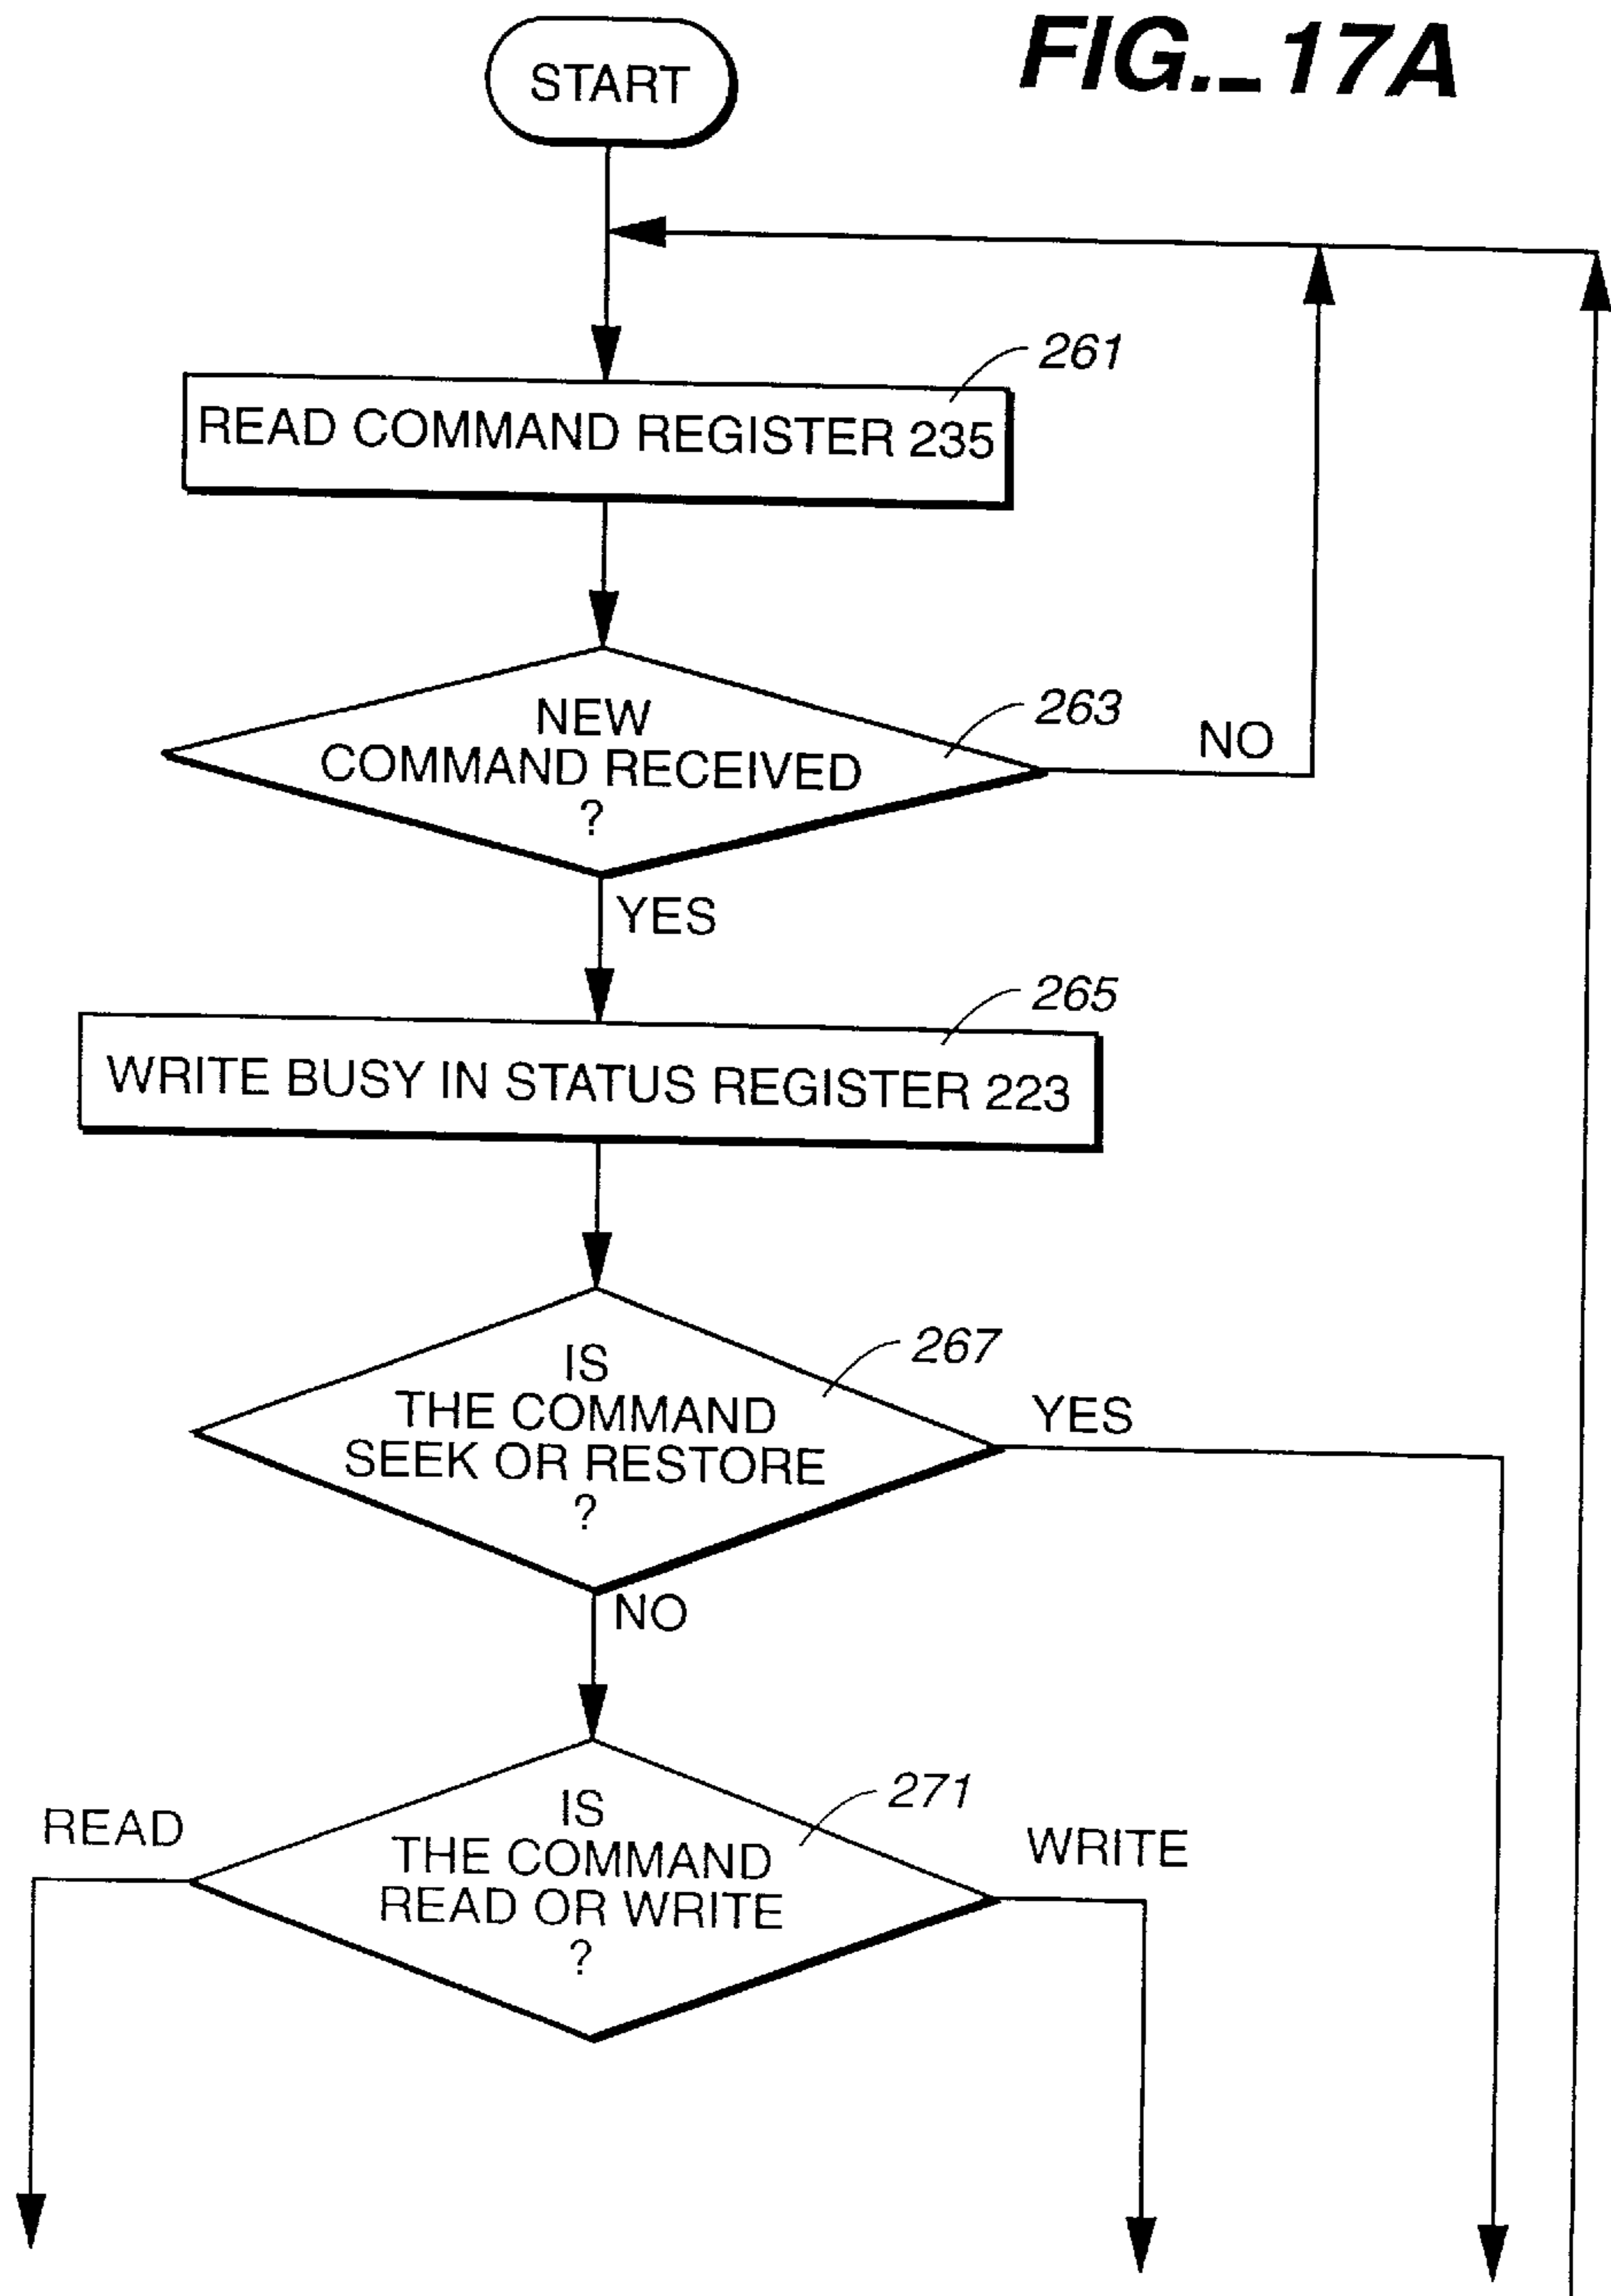 FIG._17A
START
261
READ COMMAND REGISTER 235
263
NEW
COMMAND RECEIVED
?
NO
YES
265
WRITE BUSY IN STATUS REGISTER 223
267
IS
THE COMMAND
SEEK OR RESTORE
?
YES
NO
271
READ
IS
THE COMMAND
READ OR WRITE
?
WRITE